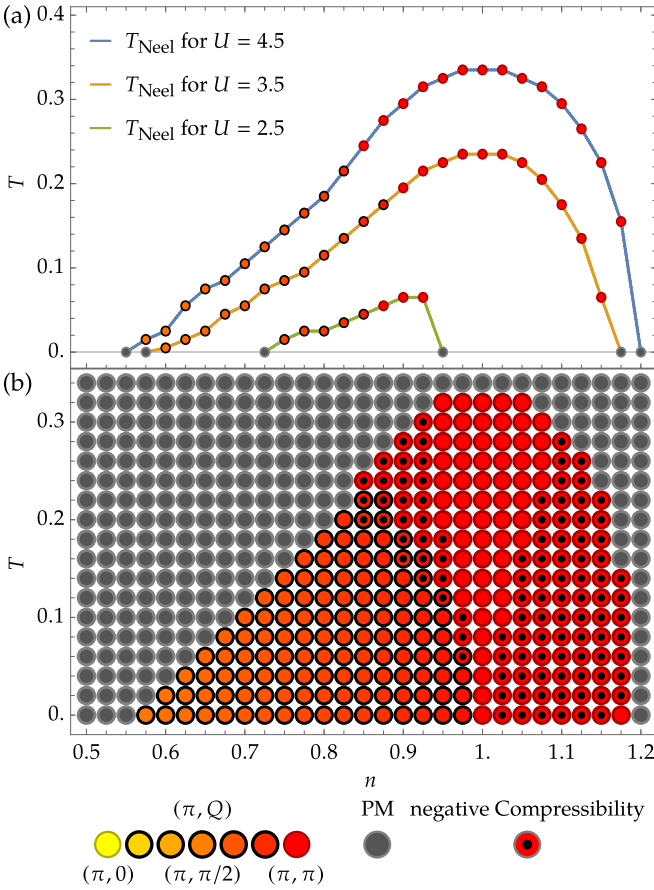 (a)
0.4
T_Neel for U = 4.5
T_Neel for U = 3.5
0.3
T_Neel for U = 2.5
T
0.2
0.1
0.
(b)
0.3
0.2
T
0.1
0.
0.5 0.6 0.7 0.8 0.9 1. 1.1 1.2
n
(π, Q) PM negative Compressibility
(π, 0) (π, π/2) (π, π)